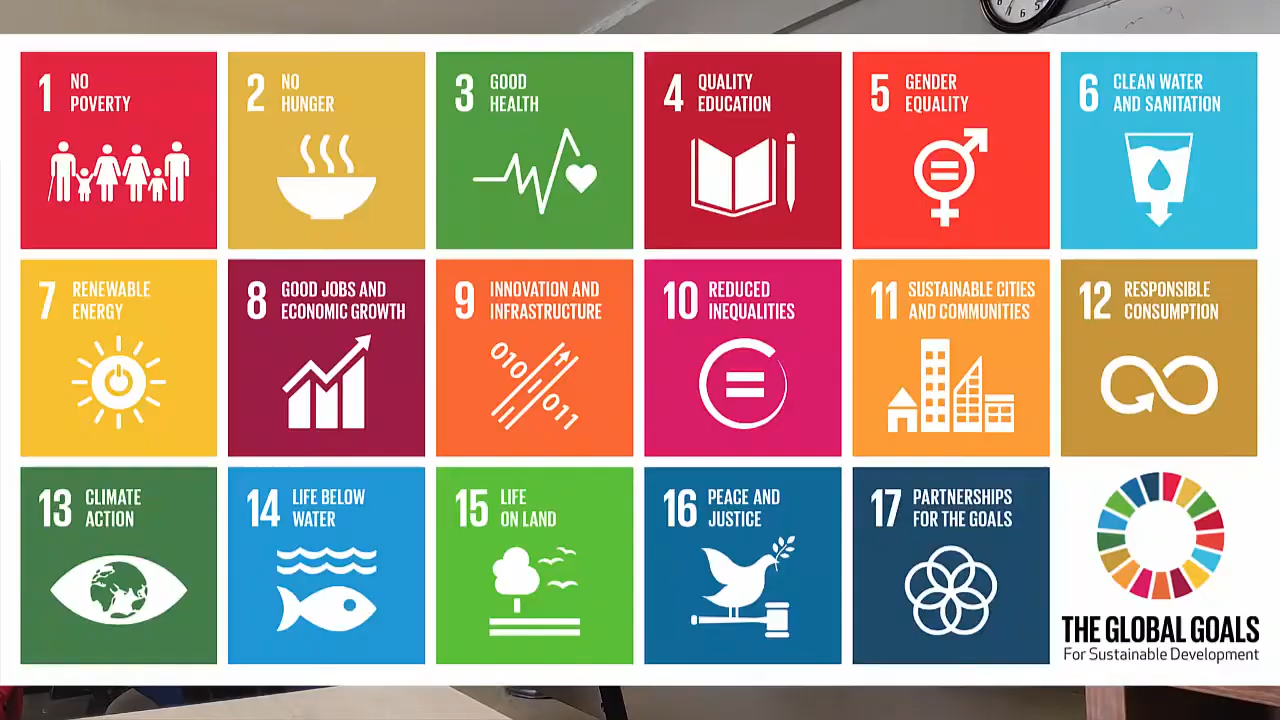 1 NO
POVERTY
2 NO
HUNGER
3 GOOD
HEALTH
4 QUALITY
EDUCATION
5 GENDER
EQUALITY
6 CLEAN WATER
AND SANITATION
7 RENEWABLE
ENERGY
8 GOOD JOBS AND
ECONOMIC GROWTH
9 INNOVATION AND
INFRASTRUCTURE
010
011
10 REDUCED
INEQUALITIES
11 SUSTAINABLE CITIES
AND COMMUNITIES
12 RESPONSIBLE
CONSUMPTION
13 CLIMATE
ACTION
14 LIFE BELOW
WATER
15 LIFE
ON LAND
16 PEACE AND
JUSTICE
17 PARTNERSHIPS
FOR THE GOALS
THE GLOBAL GOALS
For Sustainable Development